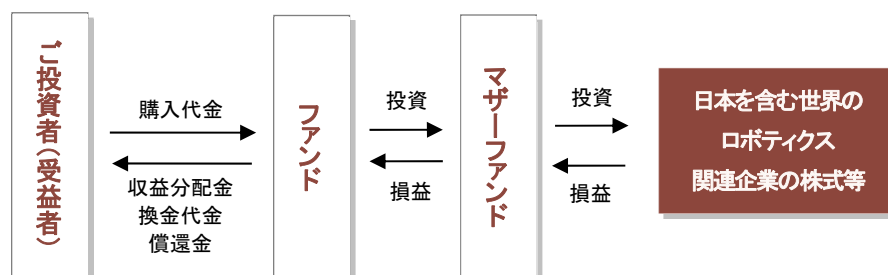 ご投資者(受益者)
購入代金
収益分配金
換金代金
償還金
ファンド
投資
損益
マザーファンド
投資
損益
日本を含む世界の
ロボティクス
関連企業の株式等